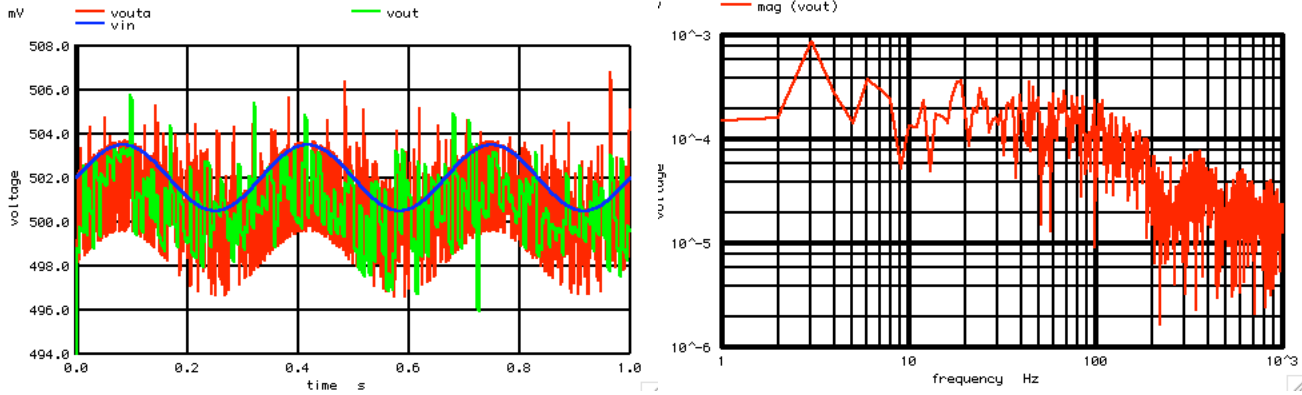 mV
vouta
vin
vout
508.0
506.0
504.0
502.0
500.0
498.0
496.0
494.0
voltage
0.0 0.2 0.4 0.6 0.8 1.0
time s
mag (vout)
10^-3
10^-4
10^-5
10^-6
voltage
1 10 100 10^3
frequency Hz